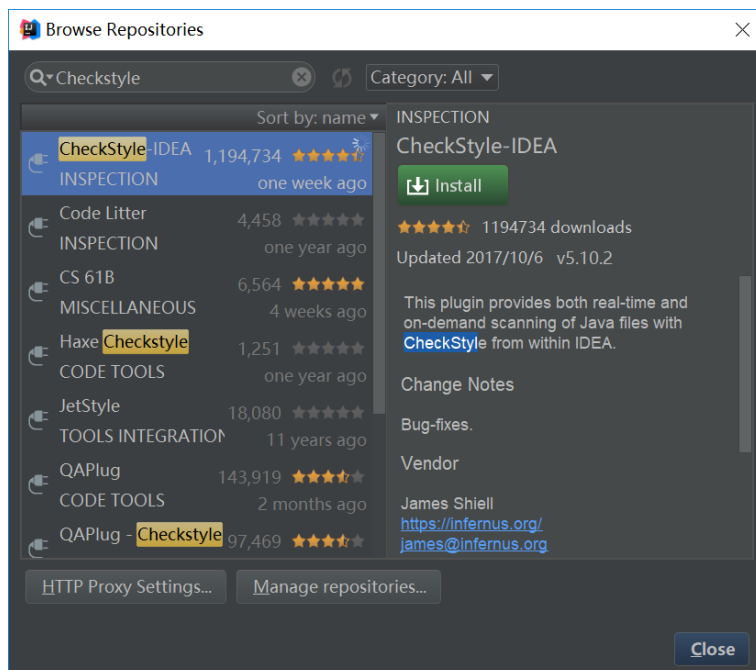 Browse Repositories
Checkstyle
Category: All
Sort by: name
CheckStyle-IDEA 1,194,734
INSPECTION one week ago
Code Litter 4,458
INSPECTION one year ago
CS 61B 6,564
MISCELLANEOUS 4 weeks ago
Haxe Checkstyle 1,251
CODE TOOLS one year ago
JetStyle 18,080
TOOLS INTEGRATION 11 years ago
QAPlug 143,919
CODE TOOLS 2 months ago
QAPlug - Checkstyle 97,469
INSPECTION
CheckStyle-IDEA
Install
1194734 downloads
Updated 2017/10/6 v5.10.2
This plugin provides both real-time and
on-demand scanning of Java files with
CheckStyle from within IDEA.
Change Notes
Bug-fixes.
Vendor
James Shiell
https://infernus.org/
james@infernus.org
HTTP Proxy Settings...
Manage repositories...
Close